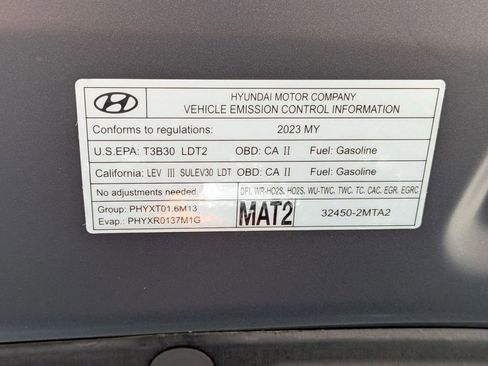 HYUNDAI MOTOR COMPANY
VEHICLE EMISSION CONTROL INFORMATION
Conforms to regulations: 2023 MY
U.S.EPA: T3B30 LDT2 OBD: CA II Fuel: Gasoline
California: LEV III SULEV30 LDT OBD: CA II Fuel: Gasoline
No adjustments needed. DFI, WR-HO2S, HO2S, WU-TWC, TWC, TC, CAC, EGR, EGRC
Group: PHYXT01.6M13
Evap.: PHYXR0137M1G
MAT2
32450-2MTA2